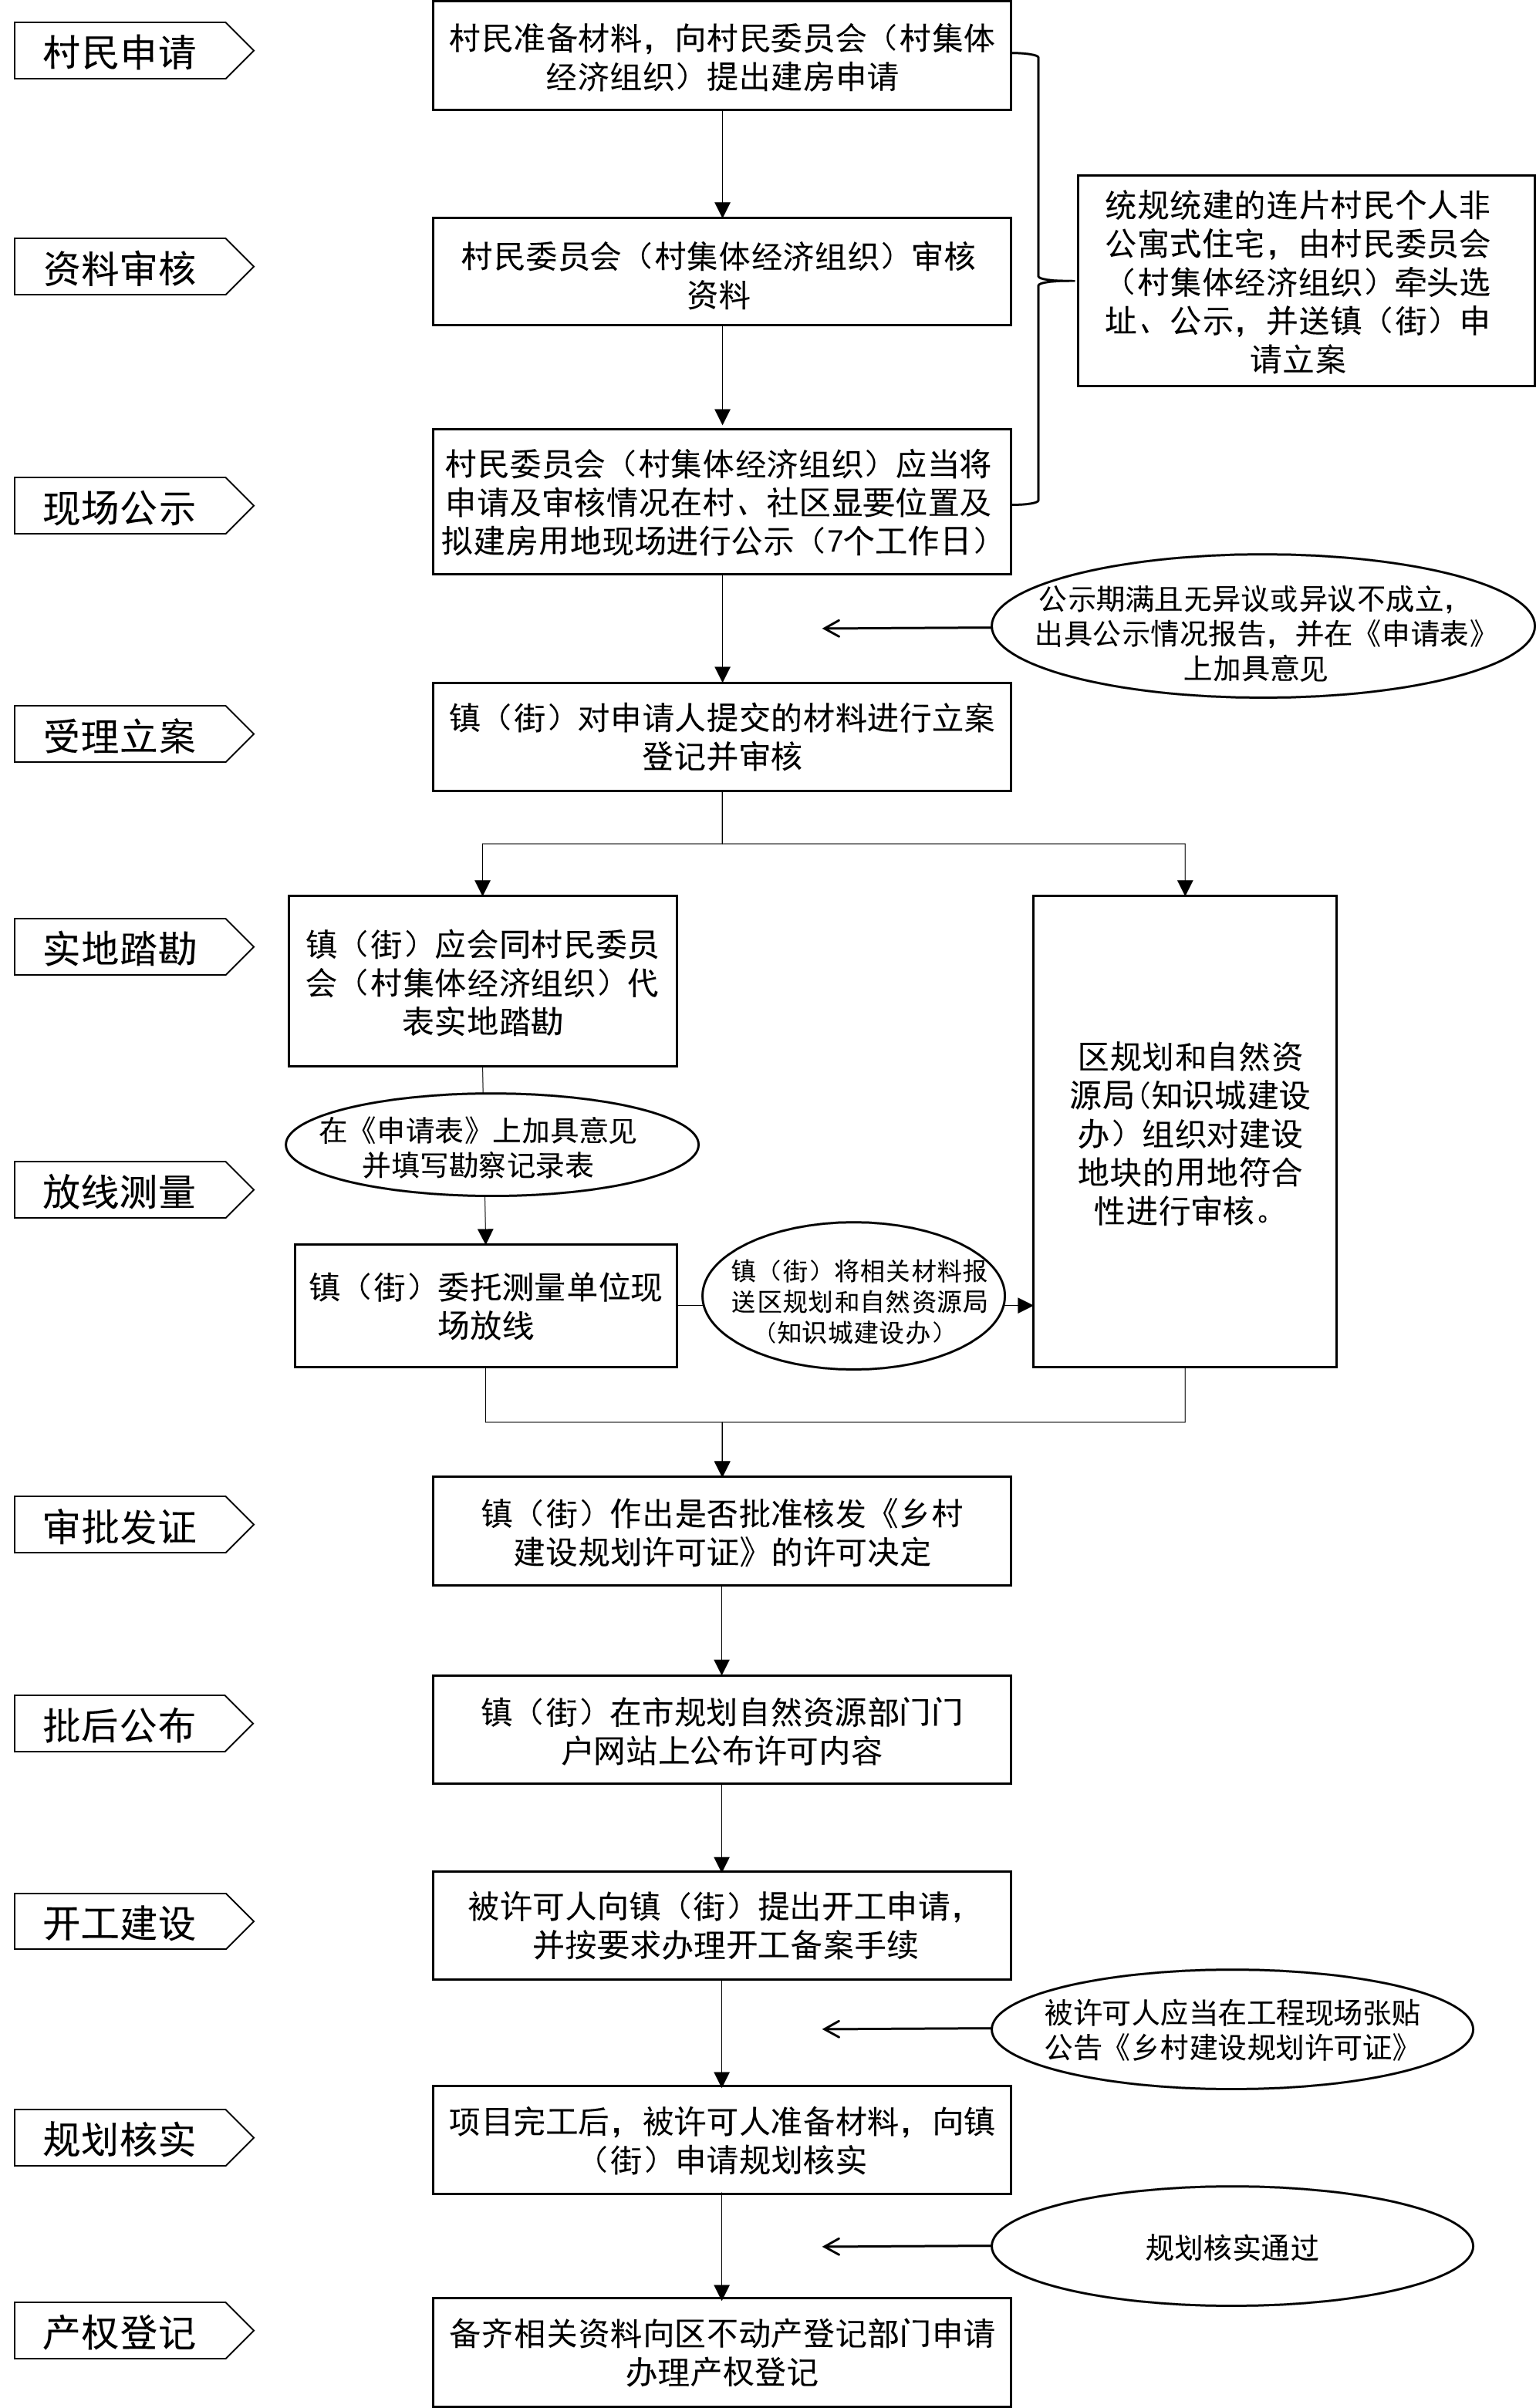 村民申请
村民准备材料，向村民委员会（村集体
经济组织）提出建房申请
统规统建的连片村民个人非
公寓式住宅，由村民委员会
（村集体经济组织）牵头选
址、公示，并送镇（街）申
请立案
资料审核
村民委员会（村集体经济组织）审核
资料
现场公示
村民委员会（村集体经济组织）应当将
申请及审核情况在村、社区显要位置及
拟建房用地现场进行公示（7个工作日）
公示期满且无异议或异议不成立，
出具公示情况报告，并在《申请表》
上加具意见
受理立案
镇（街）对申请人提交的材料进行立案
登记并审核
实地踏勘
镇（街）应会同村民委员
会（村集体经济组织）代
表实地踏勘
区规划和自然资
源局(知识城建设
办）组织对建设
地块的用地符合
性进行审核。
在《申请表》上加具意见
并填写勘察记录表
放线测量
镇（街）委托测量单位现
场放线
镇（街）将相关材料报
送区规划和自然资源局
（知识城建设办）
审批发证
镇（街）作出是否批准核发《乡村
建设规划许可证》的许可决定
批后公布
镇（街）在市规划自然资源部门门
户网站上公布许可内容
开工建设
被许可人向镇（街）提出开工申请，
并按要求办理开工备案手续
被许可人应当在工程现场张贴
公告《乡村建设规划许可证》
规划核实
项目完工后，被许可人准备材料，向镇
（街）申请规划核实
规划核实通过
产权登记
备齐相关资料向区不动产登记部门申请
办理产权登记